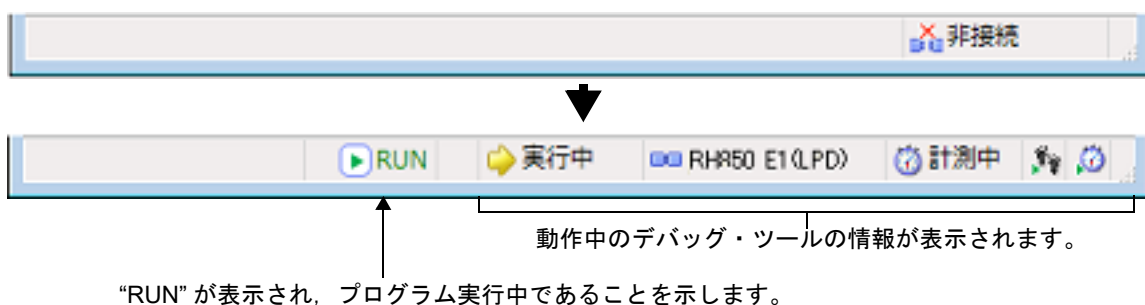 非接続
RUN 実行中 RH850 E1(LPD) 計測中
動作中のデバッグ・ツールの情報が表示されます。
“RUN” が表示され，プログラム実行中であることを示します。